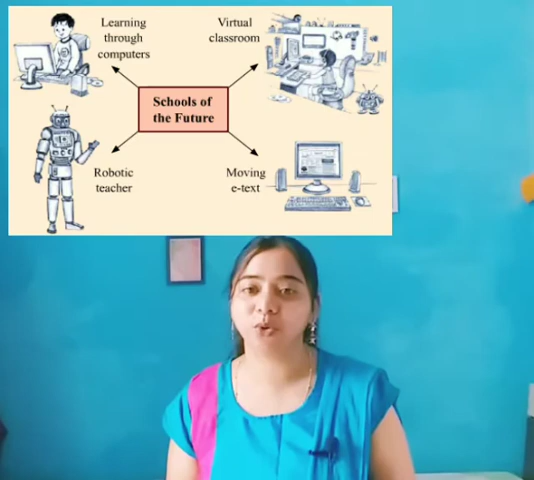 Learning
through
computers
Virtual
classroom
Schools of
the Future
Robotic
teacher
Moving
e-text